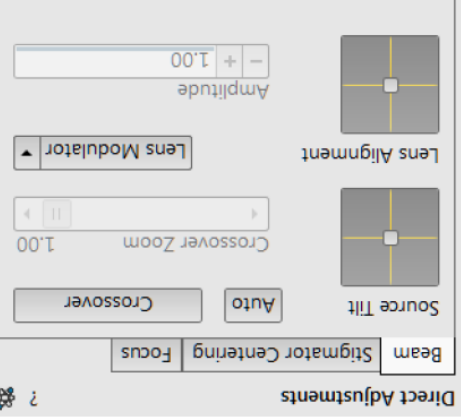 Direct Adjustments ?
Beam Stigmator Centering Focus
Source Tilt
Auto Crossover
Crossover Zoom 1.00
Lens Alignment
Lens Modulator
Amplitude
- + 1.00